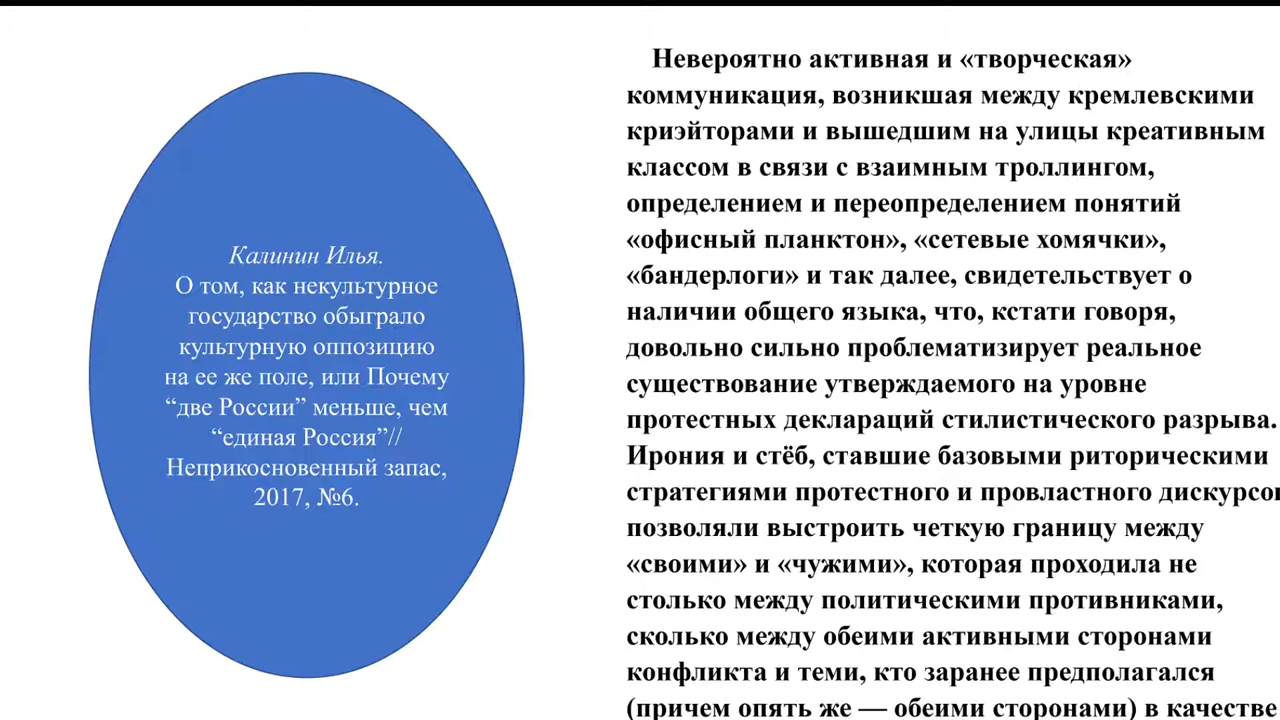 Калинин Илья.
О том, как некультурное
государство обыграло
культурную оппозицию
на ее же поле, или Почему
“две России” меньше, чем
“единая Россия”//
Неприкосновенный запас,
2017, №6.
Невероятно активная и «творческая»
коммуникация, возникшая между кремлевскими
криэйторами и вышедшим на улицы креативным
классом в связи с взаимным троллингом,
определением и переопределением понятий
«офисный планктон», «сетевые хомячки»,
«бандерлоги» и так далее, свидетельствует о
наличии общего языка, что, кстати говоря,
довольно сильно проблематизирует реальное
существование утверждаемого на уровне
протестных деклараций стилистического разрыва.
Ирония и стёб, ставшие базовыми риторическими
стратегиями протестного и провластного
позволяли выстроить четкую границу между
«своими» и «чужими», которая проходила не
столько между политическими противниками,
сколько между обеими активными сторонами
конфликта и теми, кто заранее предполагался
(причем опять же — обеими сторонами) в качестве